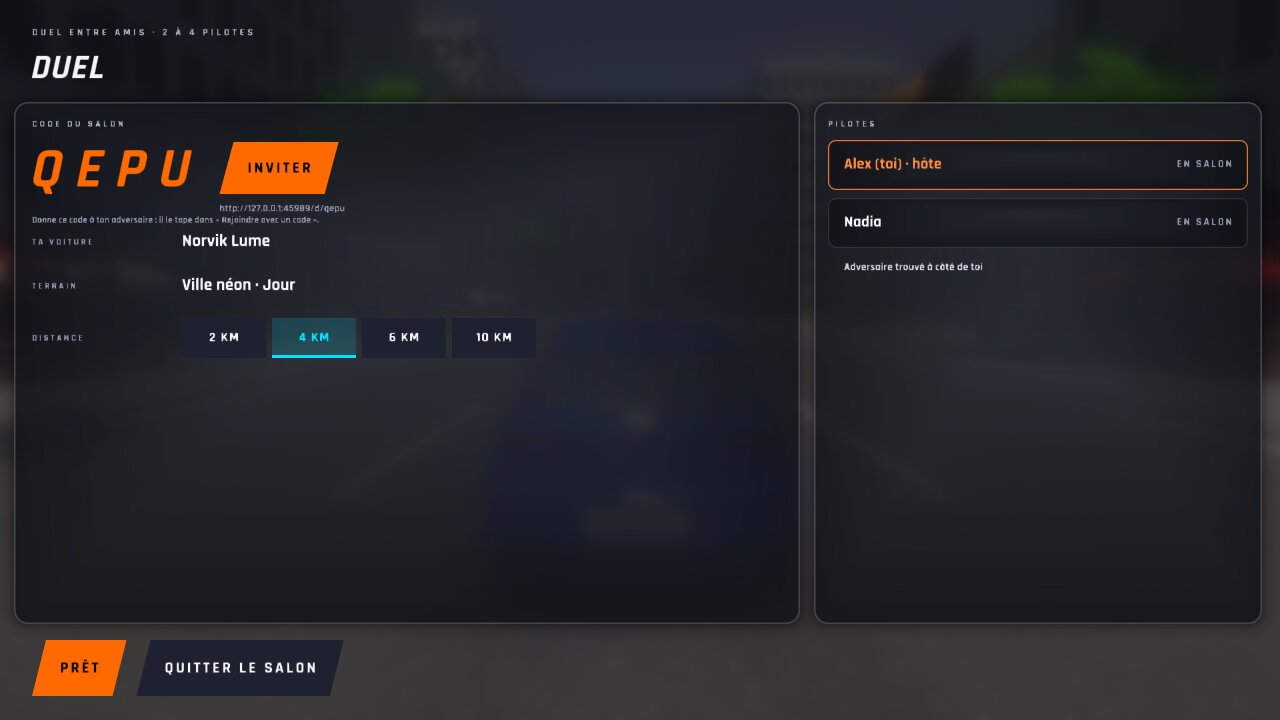 DUEL ENTRE AMIS · 2 À 4 PILOTES
DUEL
CODE DU SALON
QEPU
INVITER
http://127.0.0.1:45989/d/qepu
Donne ce code à ton adversaire : il le tape dans « Rejoindre avec un code ».
TA VOITURE
Norvik Lume
TERRAIN
Ville néon · Jour
DISTANCE
2 KM
4 KM
6 KM
10 KM
PILOTES
Alex (toi) · hôte
EN SALON
Nadia
EN SALON
Adversaire trouvé à côté de toi
PRÊT
QUITTER LE SALON